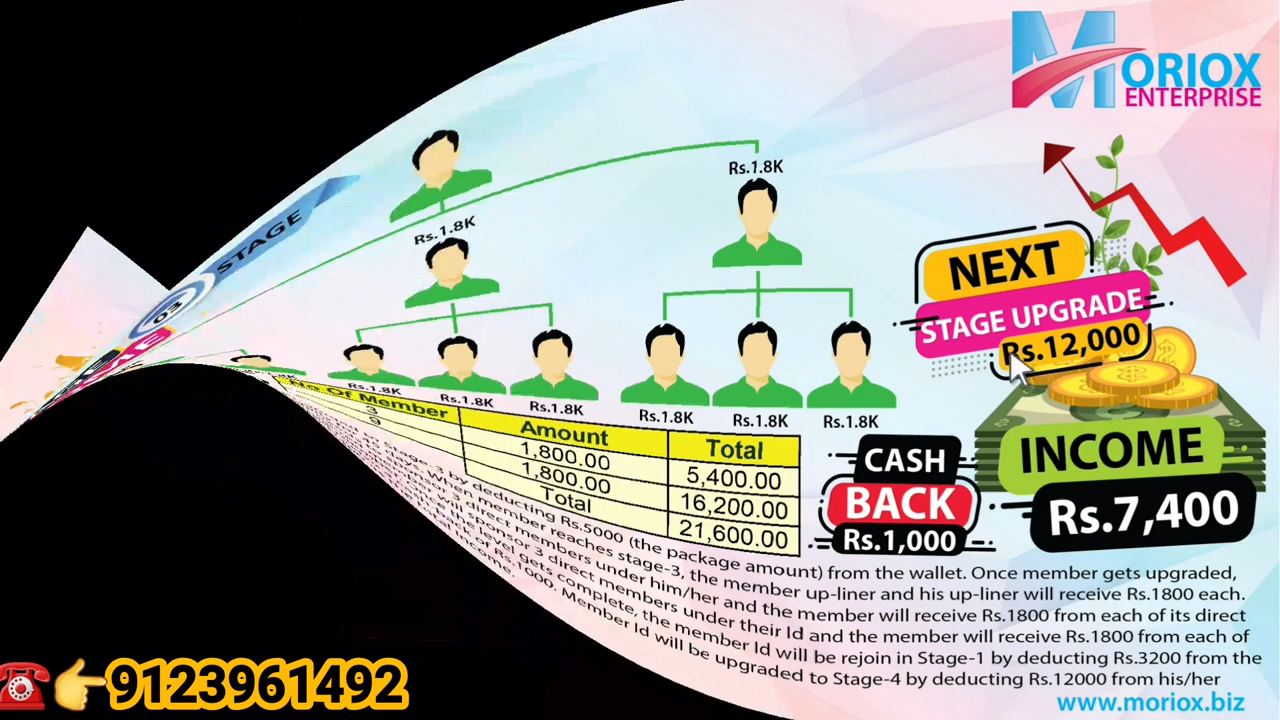 MORIOX
ENTERPRISE
STAGE
03
Rs.1.8K
Rs.1.8K
NEXT
STAGE UPGRADE
Rs.12,000
Rs.1.8K
Rs.1.8K
Rs.1.8K
Rs.1.8K
Rs.1.8K
Rs.1.8K
No Of Member Amount Total
3 1,800.00 5,400.00
9 1,800.00 16,200.00
Total 21,600.00
CASH
BACK
Rs.1,000
INCOME
Rs.7,400
stage- 3 by deducting Rs.5000 (the package amount) from the wallet. Once member gets upgraded,
When member reaches stage-3, the member up-liner and his up-liner will receive Rs.1800 each.
3 direct members under him/her and the member will receive Rs.1800 from each of its direct
will sponsor 3 direct members under their Id and the member will receive Rs.1800 from each of
level gets complete, the member Id will be rejoin in Stage-1 by deducting Rs.3200 from the
Rs.1000. Member Id will be upgraded to Stage-4 by deducting Rs.12000 from his/her
www.moriox.biz
9123961492